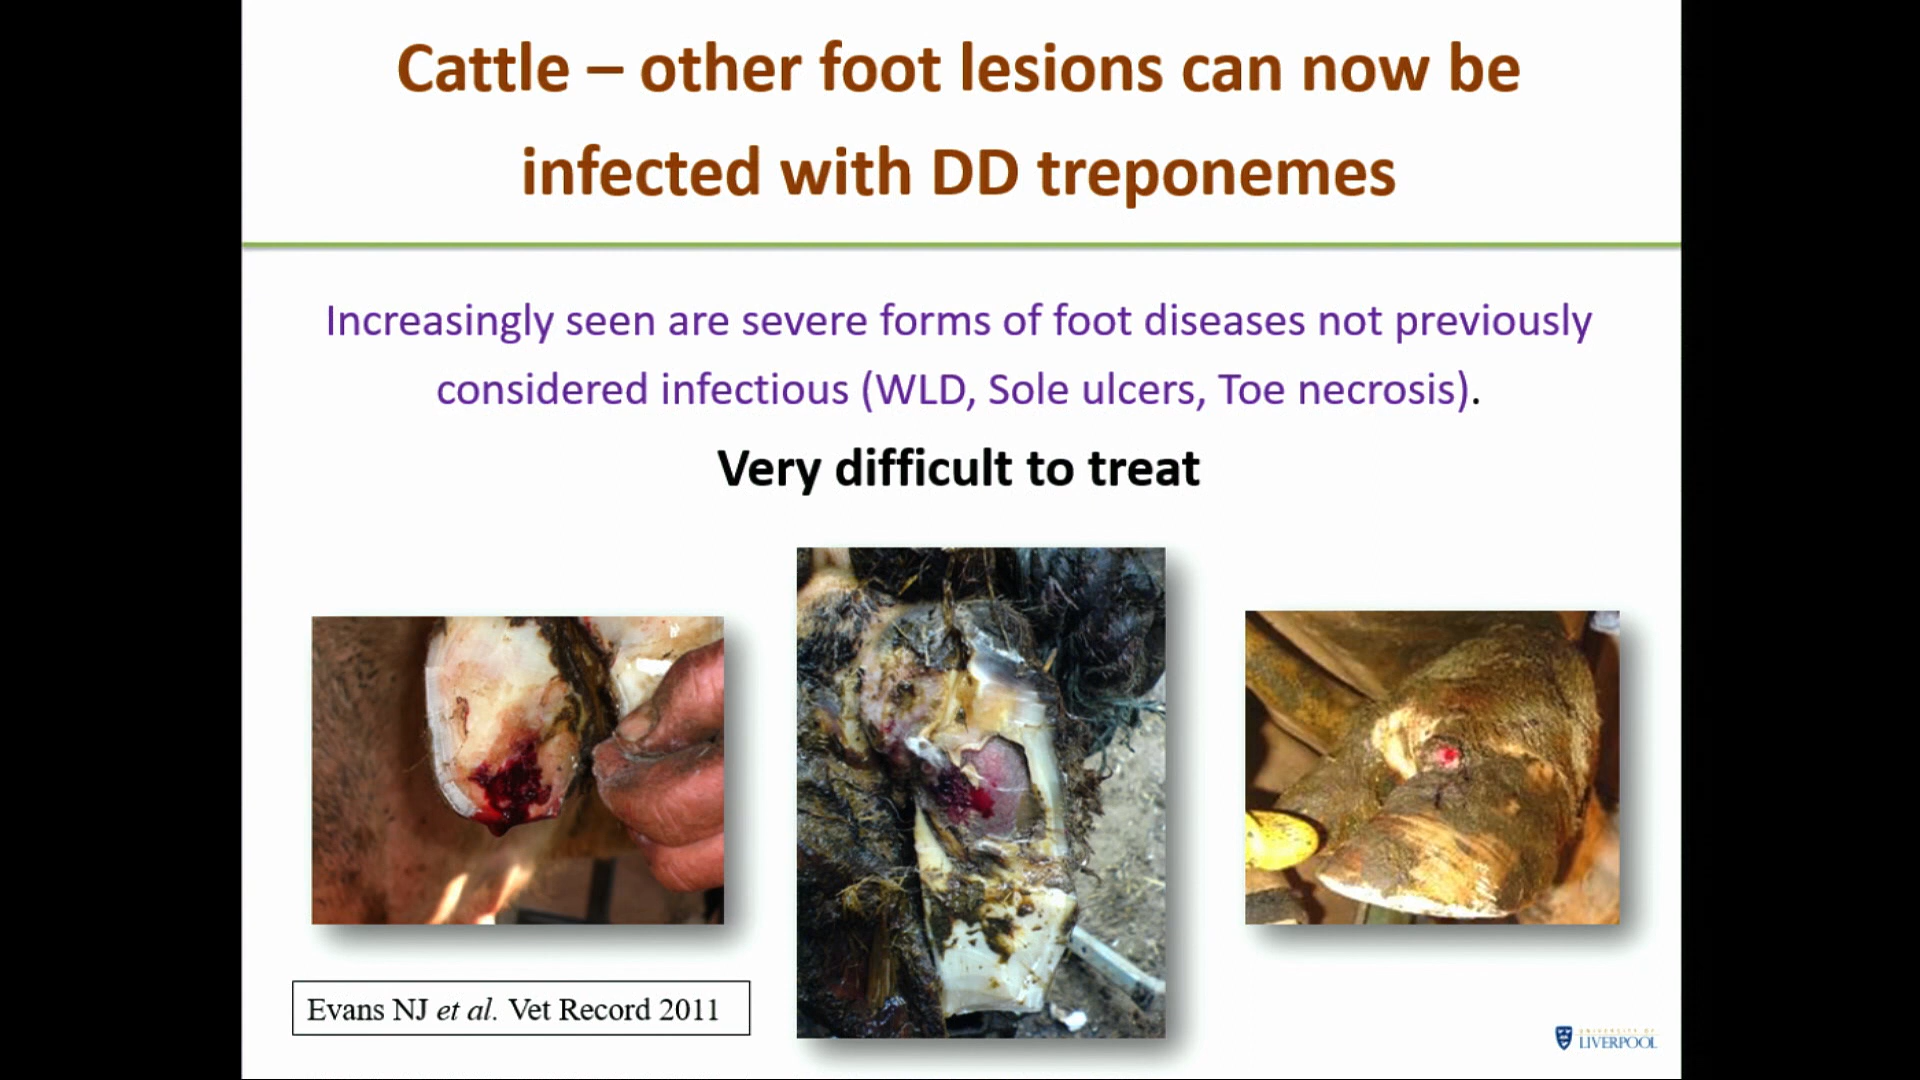 Cattle – other foot lesions can now be
infected with DD treponemes
Increasingly seen are severe forms of foot diseases not previously
considered infectious (WLD, Sole ulcers, Toe necrosis).
Very difficult to treat
Evans NJ et al. Vet Record 2011
UNIVERSITY OF
LIVERPOOL